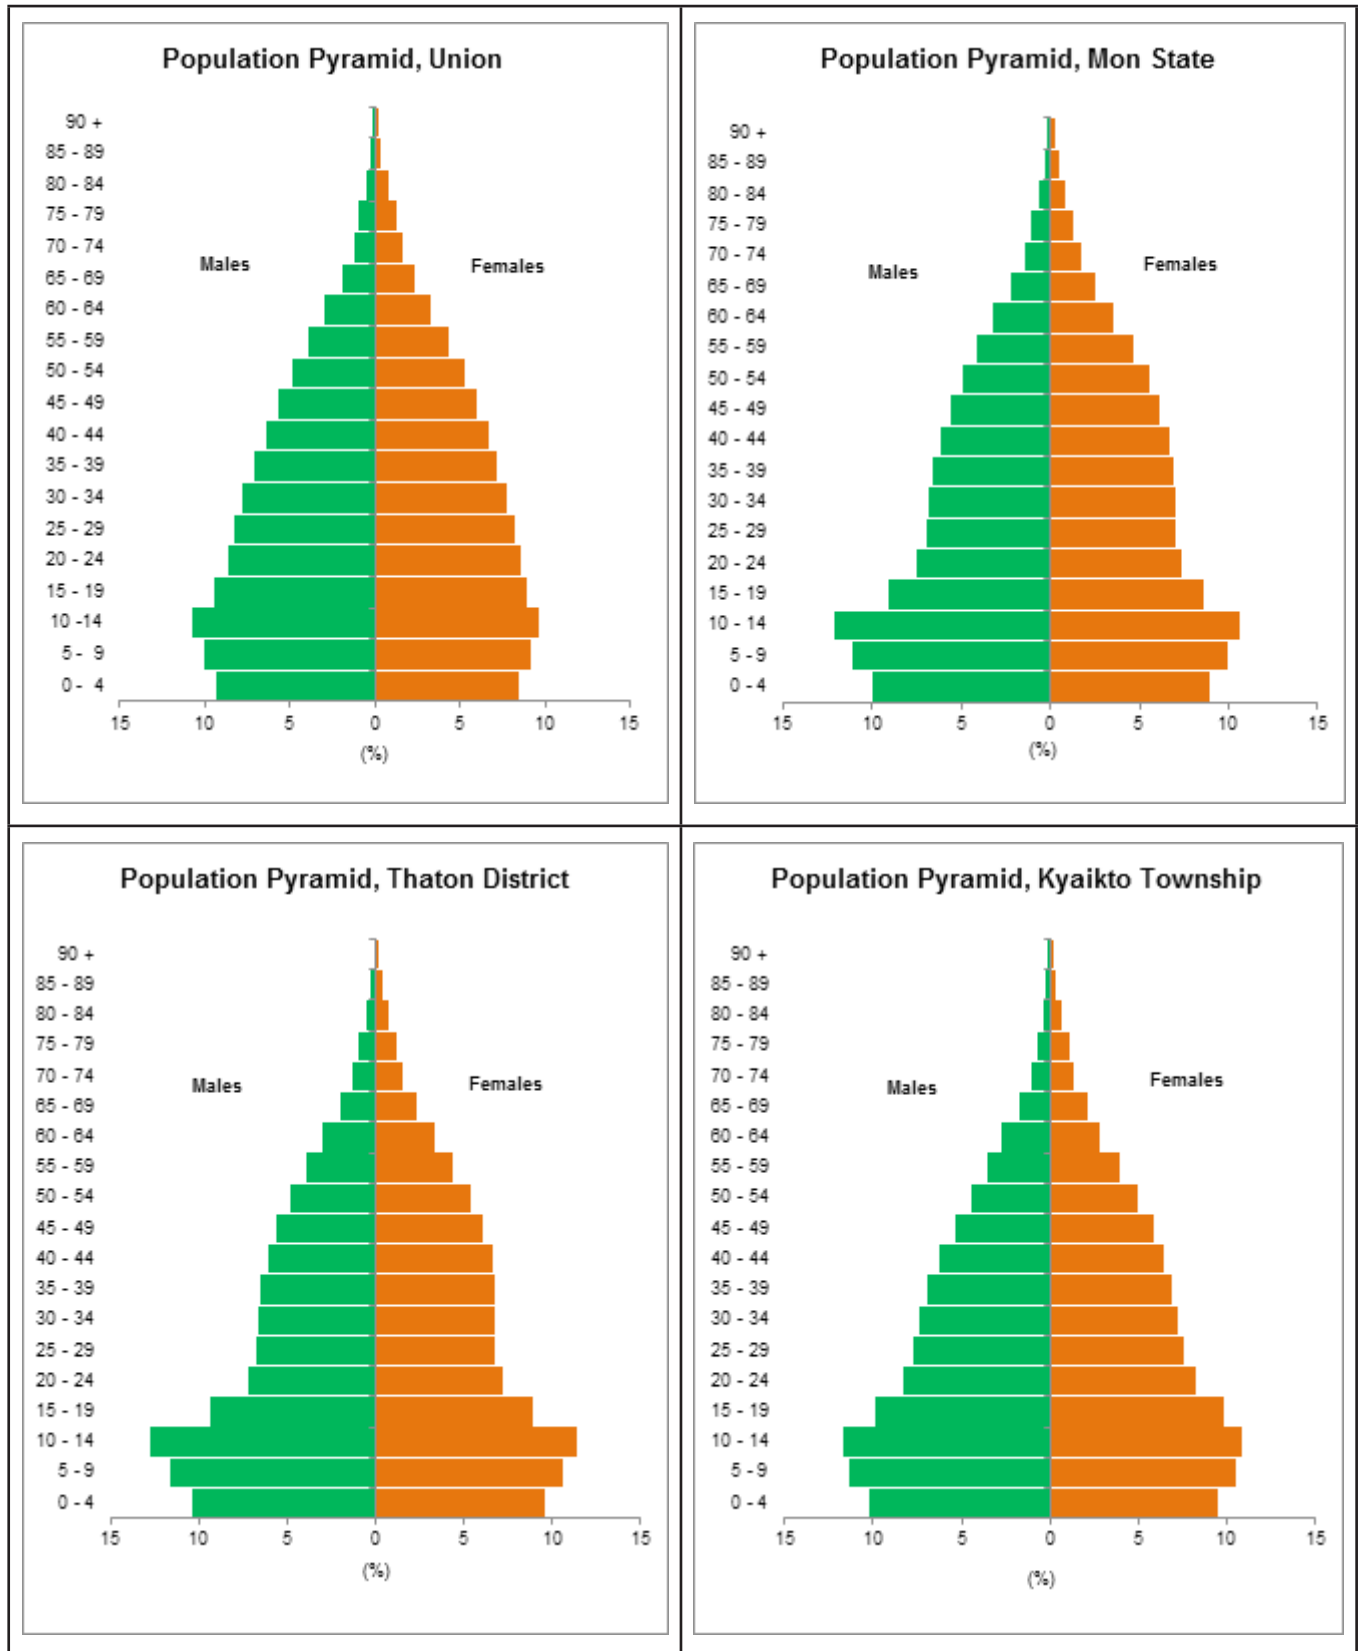 Population Pyramid, Union
90 +
85 - 89
80 - 84
75 - 79
70 - 74
65 - 69
60 - 64
55 - 59
50 - 54
45 - 49
40 - 44
35 - 39
30 - 34
25 - 29
20 - 24
15 - 19
10 -14
5 - 9
0 - 4
Males
Females
15 10 5 0 5 10 15
(%)
Population Pyramid, Mon State
90 +
85 - 89
80 - 84
75 - 79
70 - 74
65 - 69
60 - 64
55 - 59
50 - 54
45 - 49
40 - 44
35 - 39
30 - 34
25 - 29
20 - 24
15 - 19
10 - 14
5 - 9
0 - 4
Males
Females
15 10 5 0 5 10 15
(%)
Population Pyramid, Thaton District
90 +
85 - 89
80 - 84
75 - 79
70 - 74
65 - 69
60 - 64
55 - 59
50 - 54
45 - 49
40 - 44
35 - 39
30 - 34
25 - 29
20 - 24
15 - 19
10 - 14
5 - 9
0 - 4
Males
Females
15 10 5 0 5 10 15
(%)
Population Pyramid, Kyaikto Township
90 +
85 - 89
80 - 84
75 - 79
70 - 74
65 - 69
60 - 64
55 - 59
50 - 54
45 - 49
40 - 44
35 - 39
30 - 34
25 - 29
20 - 24
15 - 19
10 - 14
5 - 9
0 - 4
Males
Females
15 10 5 0 5 10 15
(%)